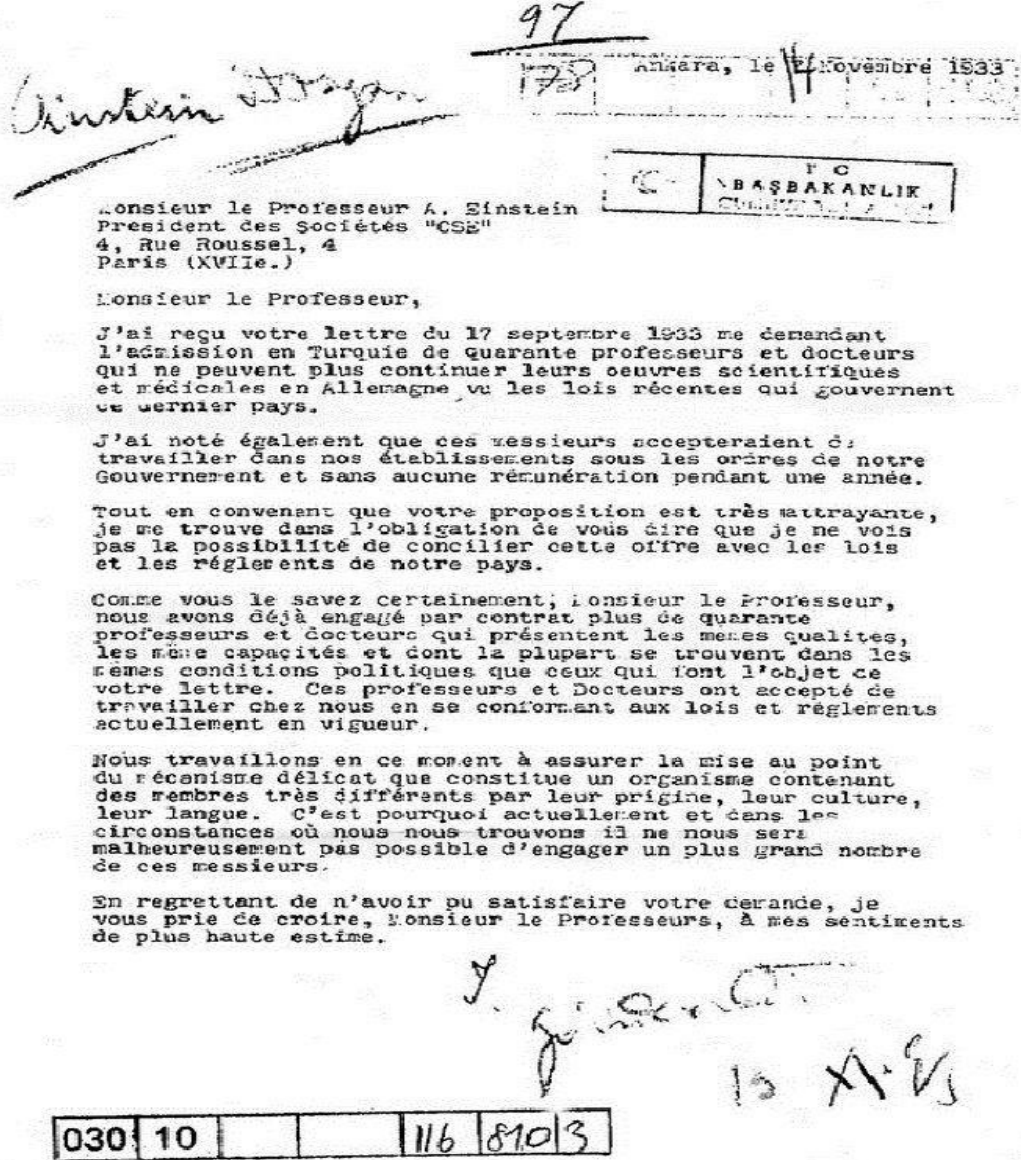 97
178
Ankara, le 14 Novembre 1933
Einstein
T C
BAŞBAKANLIK
Monsieur le Professeur A. Einstein
President des Sociétés "CSE"
4, Rue Roussel, 4
Paris (XVIIe.)
Monsieur le Professeur,
J'ai reçu votre lettre du 17 septembre 1933 me demandant
l'admission en Turquie de quarante professeurs et docteurs
qui ne peuvent plus continuer leurs oeuvres scientifiques
et médicales en Allemagne vu les lois récentes qui gouvernent
ce dernier pays.
J'ai noté également que ces messieurs accepteraient de
travailler dans nos établissements sous les ordres de notre
Gouvernement et sans aucune rémunération pendant une année.
Tout en convenant que votre proposition est très attrayante,
je me trouve dans l'obligation de vous dire que je ne vois
pas la possibilité de concilier cette offre avec les lois
et les réglements de notre pays.
Comme vous le savez certainement, Monsieur le Professeur,
nous avons déjà engagé par contrat plus de quarante
professeurs et docteurs qui présentent les memes qualites,
les même capacités et dont la plupart se trouvent dans les
mêmes conditions politiques que ceux qui font l'objet de
votre lettre. Ces professeurs et Docteurs ont accepté de
travailler chez nous en se conformant aux lois et réglements
actuellement en vigueur.
Nous travaillons en ce moment à assurer la mise au point
du mécanisme délicat que constitue un organisme contenant
des membres très différents par leur prigine, leur culture,
leur langue. C'est pourquoi actuellement et dans les
circonstances où nous nous trouvons il ne nous sera
malheureusement pas possible d'engager un plus grand nombre
de ces messieurs.
En regrettant de n'avoir pu satisfaire votre demande, je
vous prie de croire, Monsieur le Professeurs, à mes sentiments
de plus haute estime.
030 10 116 810 3